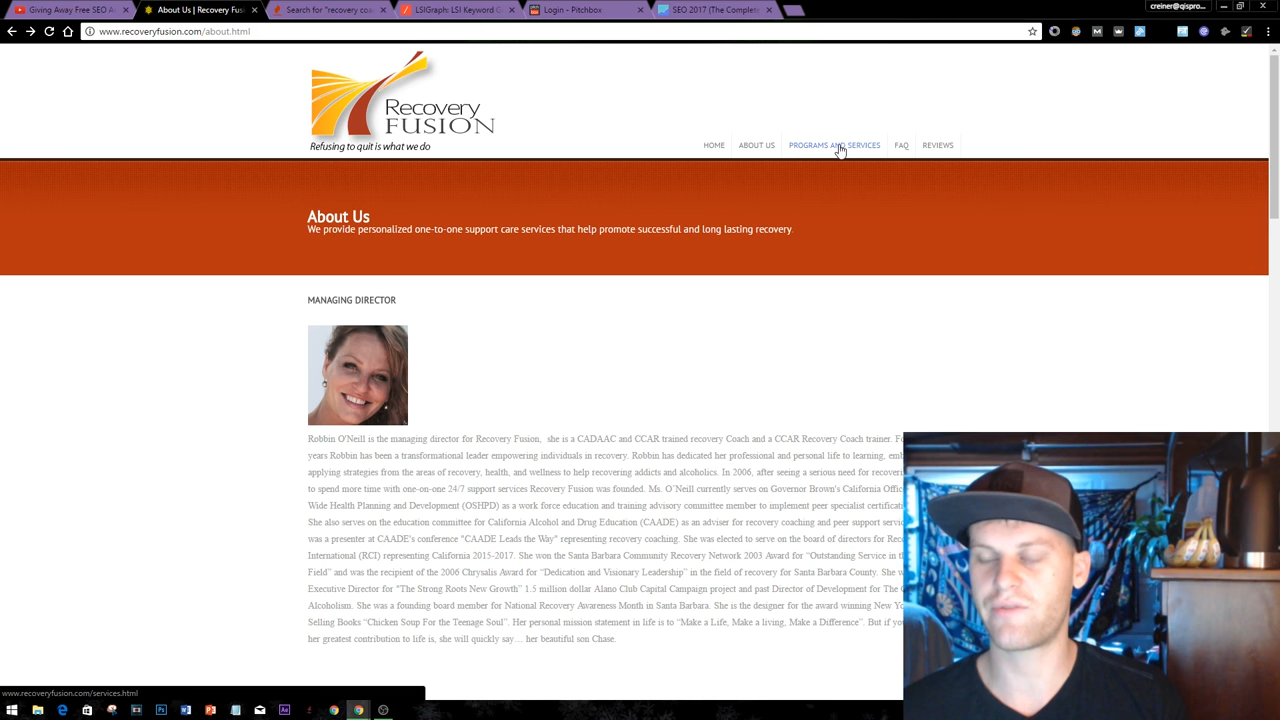 Giving Away Free SEO A
About Us | Recovery Fus
Search for "recovery coa
LSIGraph: LSI Keyword G
Login - Pitchbox
SEO 2017 (The Complete
creiner@qispro...
www.recoveryfusion.com/about.html
Recovery
FUSION
Refusing to quit is what we do
HOME
ABOUT US
PROGRAMS AND SERVICES
FAQ
REVIEWS
About Us
We provide personalized one-to-one support care services that help promote successful and long lasting recovery.
MANAGING DIRECTOR
Robbin O'Neill is the managing director for Recovery Fusion, she is a CADAAC and CCAR trained recovery Coach and a CCAR Recovery Coach trainer. Fo
years Robbin has been a transformational leader empowering individuals in recovery. Robbin has dedicated her professional and personal life to learning, emb
applying strategies from the areas of recovery, health, and wellness to help recovering addicts and alcoholics. In 2006, after seeing a serious need for recoveri
to spend more time with one-on-one 24/7 support services Recovery Fusion was founded. Ms. O'Neill currently serves on Governor Brown's California Offic
Wide Health Planning and Development (OSHPD) as a work force education and training advisory committee member to implement peer specialist certificati
She also serves on the education committee for California Alcohol and Drug Education (CAADE) as an adviser for recovery coaching and peer support servic
was a presenter at CAADE's conference "CAADE Leads the Way" representing recovery coaching. She was elected to serve on the board of directors for Reco
International (RCI) representing California 2015-2017. She won the Santa Barbara Community Recovery Network 2003 Award for "Outstanding Service in th
Field" and was the recipient of the 2006 Chrysalis Award for "Dedication and Visionary Leadership" in the field of recovery for Santa Barbara County. She w
Executive Director for "The Strong Roots New Growth" 1.5 million dollar Alano Club Capital Campaign project and past Director of Development for The C
Alcoholism. She was a founding board member for National Recovery Awareness Month in Santa Barbara. She is the designer for the award winning New Yo
Selling Books "Chicken Soup For the Teenage Soul". Her personal mission statement in life is to "Make a Life, Make a living, Make a Difference". But if you
her greatest contribution to life is, she will quickly say… her beautiful son Chase.
www.recoveryfusion.com/services.html